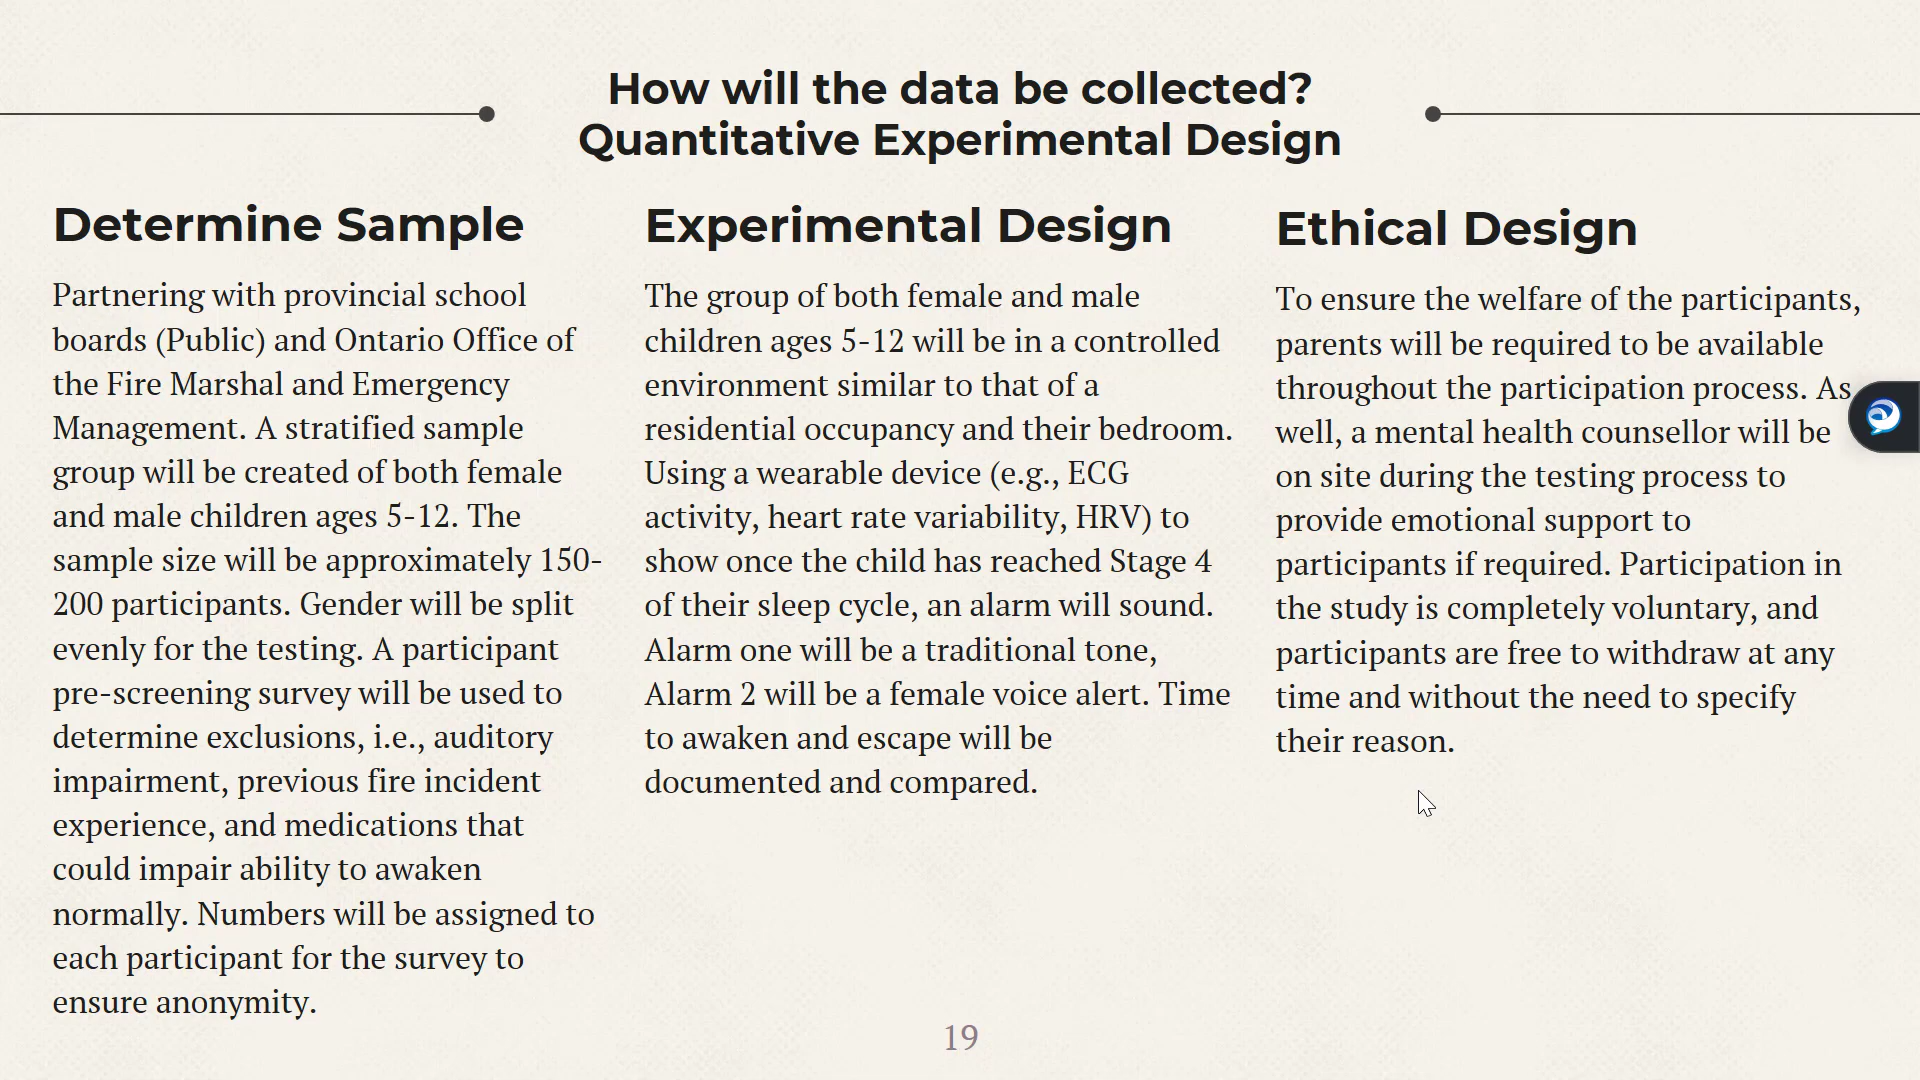 How will the data be collected?
Quantitative Experimental Design
Determine Sample
Partnering with provincial school
boards (Public) and Ontario Office of
the Fire Marshal and Emergency
Management. A stratified sample
group will be created of both female
and male children ages 5-12. The
sample size will be approximately 150-
200 participants. Gender will be split
evenly for the testing. A participant
pre-screening survey will be used to
determine exclusions, i.e., auditory
impairment, previous fire incident
experience, and medications that
could impair ability to awaken
normally. Numbers will be assigned to
each participant for the survey to
ensure anonymity.
Experimental Design
The group of both female and male
children ages 5-12 will be in a controlled
environment similar to that of a
residential occupancy and their bedroom.
Using a wearable device (e.g., ECG
activity, heart rate variability, HRV) to
show once the child has reached Stage 4
of their sleep cycle, an alarm will sound.
Alarm one will be a traditional tone,
Alarm 2 will be a female voice alert. Time
to awaken and escape will be
documented and compared.
Ethical Design
To ensure the welfare of the participants,
parents will be required to be available
throughout the participation process. As
well, a mental health counsellor will be
on site during the testing process to
provide emotional support to
participants if required. Participation in
the study is completely voluntary, and
participants are free to withdraw at any
time and without the need to specify
their reason.
19